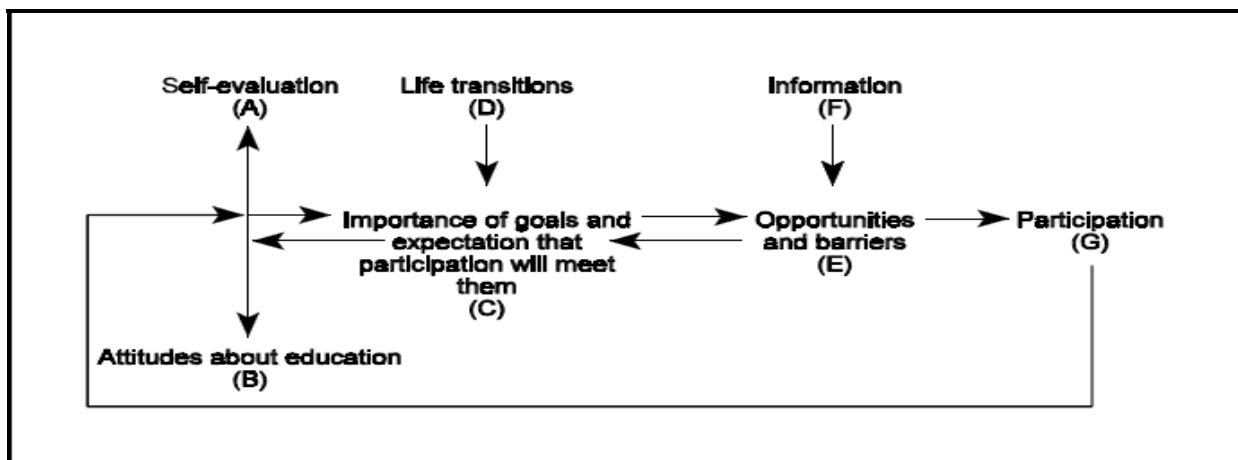 Self-evaluation
(A)
Life transitions
(D)
Information
(F)
Importance of goals and
expectation that
participation will meet
them
(C)
Opportunities
and barriers
(E)
Participation
(G)
Attitudes about education
(B)